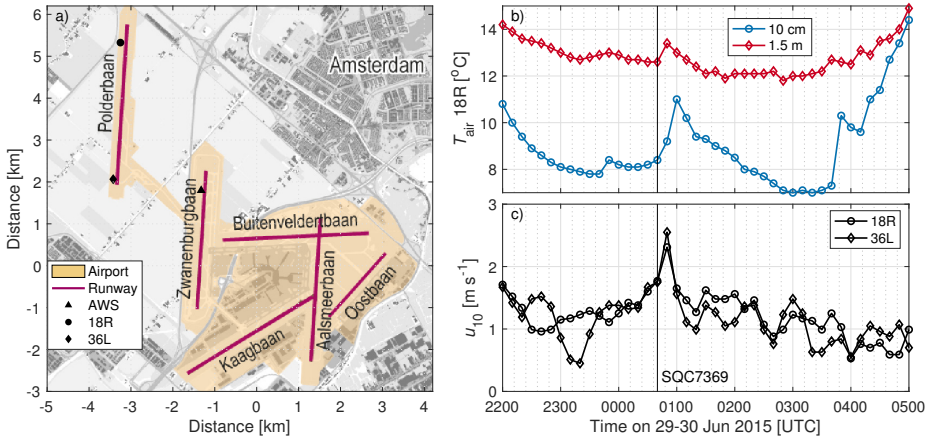 a)
6
5
4
3
2
1
0
-1
-2
-3
Distance [km]
-5
-4
-3
-2
-1
0
1
2
3
4
Distance [km]
Amsterdam
Polderbaan
Zwanenburgbaan
Buitenveldertbaan
Aalsmeerbaan
Oostbaan
Kaagbaan
Airport
Runway
AWS
18R
36L
b)
T_air 18R [°C]
14
12
10
8
10 cm
1.5 m
c)
u_10 [m s⁻¹]
3
2
1
0
18R
36L
SQC7369
2200
2300
0000
0100
0200
0300
0400
0500
Time on 29-30 Jun 2015 [UTC]